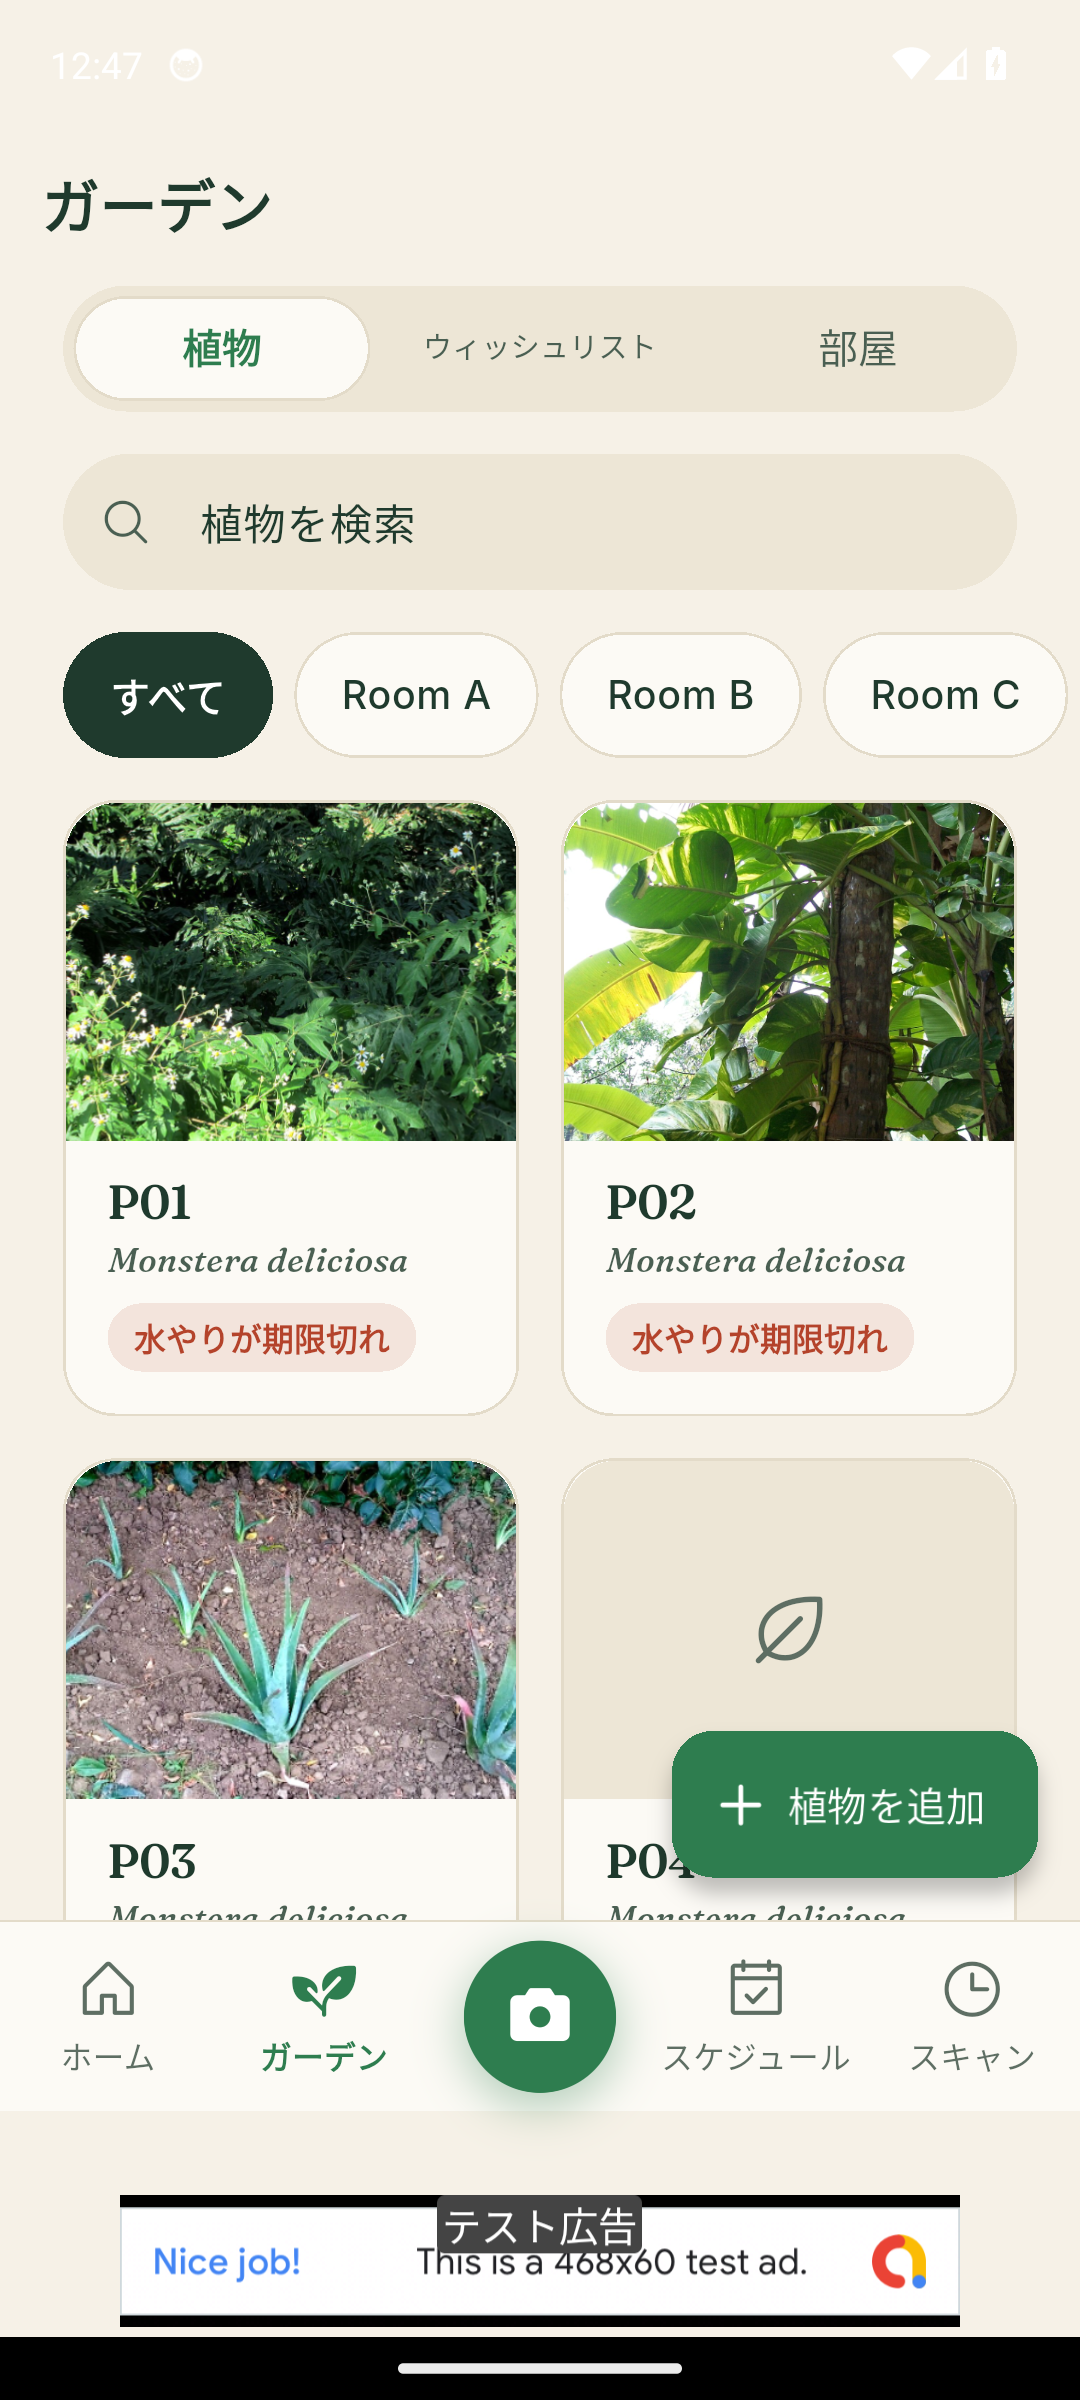 12:47
ガーデン
植物
ウィッシュリスト
部屋
植物を検索
すべて
Room A
Room B
Room C
P01
Monstera deliciosa
水やりが期限切れ
P02
Monstera deliciosa
水やりが期限切れ
P03
Monstera deliciosa
P04
Monstera deliciosa
植物を追加
ホーム
ガーデン
スケジュール
スキャン
テスト広告
Nice job!
This is a 468x60 test ad.